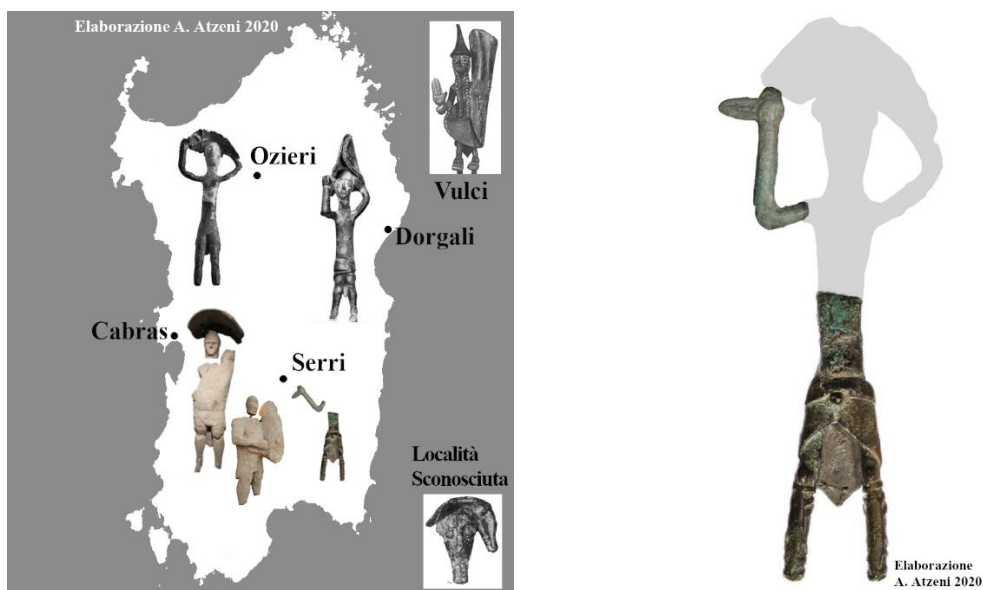 Elaborazione A. Atzeni 2020
Vulci
Ozieri
Dorgali
Cabras
Serri
Località
Sconosciuta
Elaborazione
A. Atzeni 2020